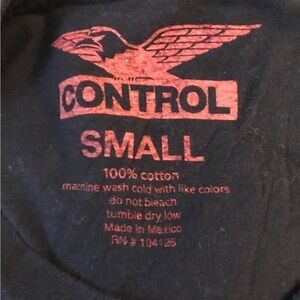 CONTROL
SMALL
100% cotton
machine wash cold with like colors
do not bleach
tumble dry low
Made in Mexico
RN# 104126